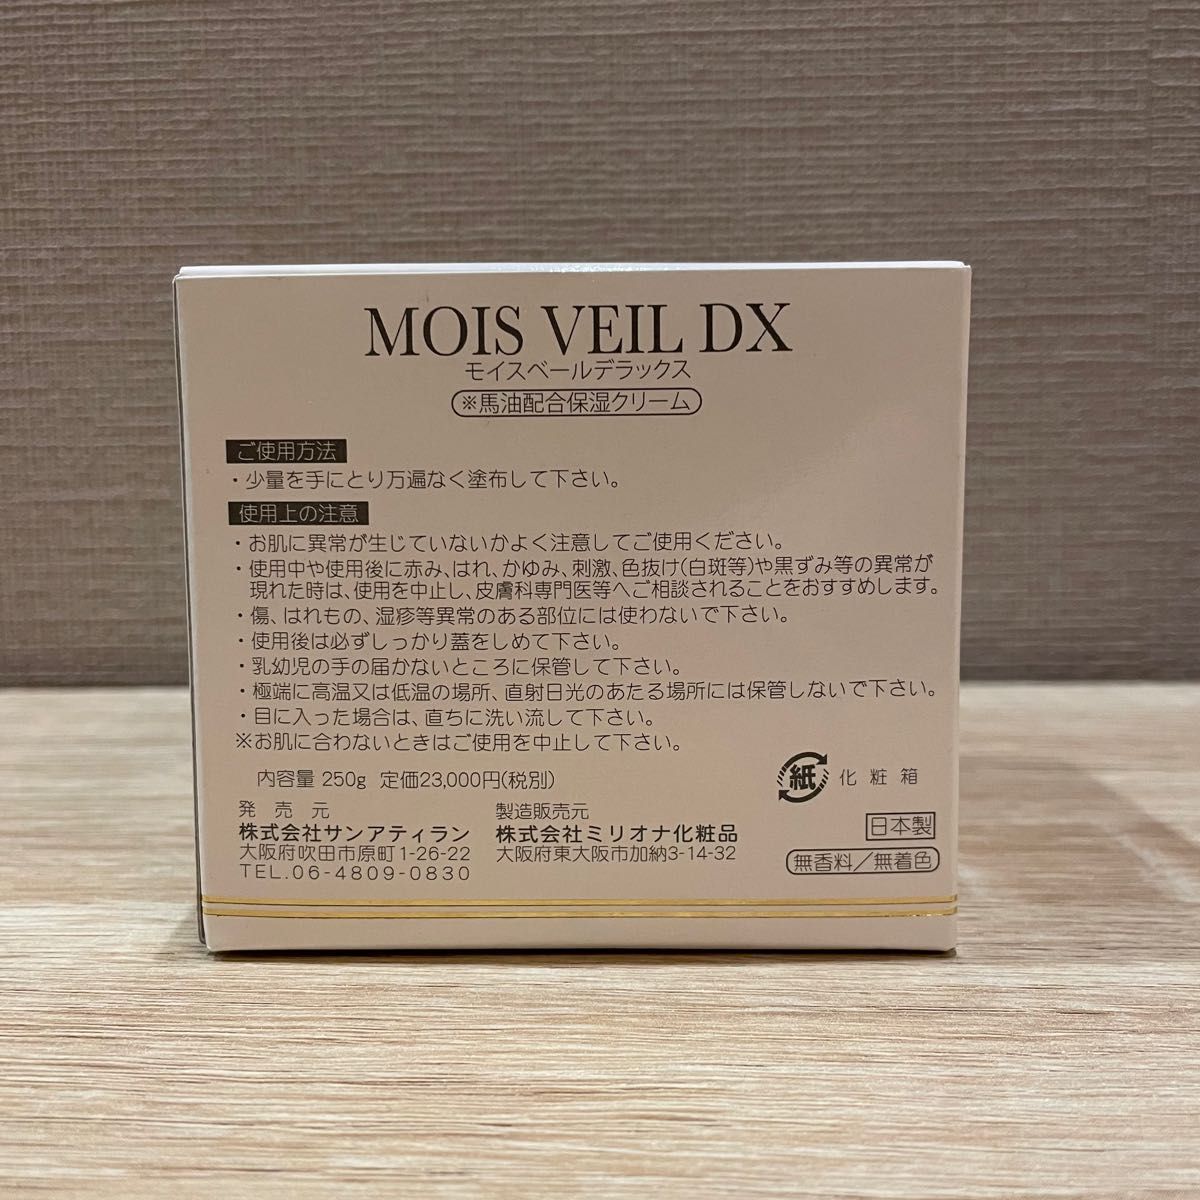 MOIS VEIL DX
モイスベールデラックス
※馬油配合保湿クリーム
ご使用方法
・少量を手にとり万遍なく塗布して下さい。
使用上の注意
・お肌に異常が生じていないかよく注意してご使用ください。
・使用中や使用後に赤み、はれ、かゆみ、刺激、色抜け(白斑等)や黒ずみ等の異常が
現れた時は、使用を中止し、皮膚科専門医等へご相談されることをおすすめします。
・傷、はれもの、湿疹等異常のある部位には使わないで下さい。
・使用後は必ずしっかり蓋をしめて下さい。
・乳幼児の手の届かないところに保管して下さい。
・極端に高温又は低温の場所、直射日光のあたる場所には保管しないで下さい。
・目に入った場合は、直ちに洗い流して下さい。
※お肌に合わないときはご使用を中止して下さい。
内容量 250g 定価23,000円(税別)
紙 化粧箱
発売元
株式会社サンアティラン
大阪府吹田市原町1-26-22
TEL.06-4809-0830
製造販売元
株式会社ミリオナ化粧品
大阪府東大阪市加納3-14-32
日本製
無香料/無着色